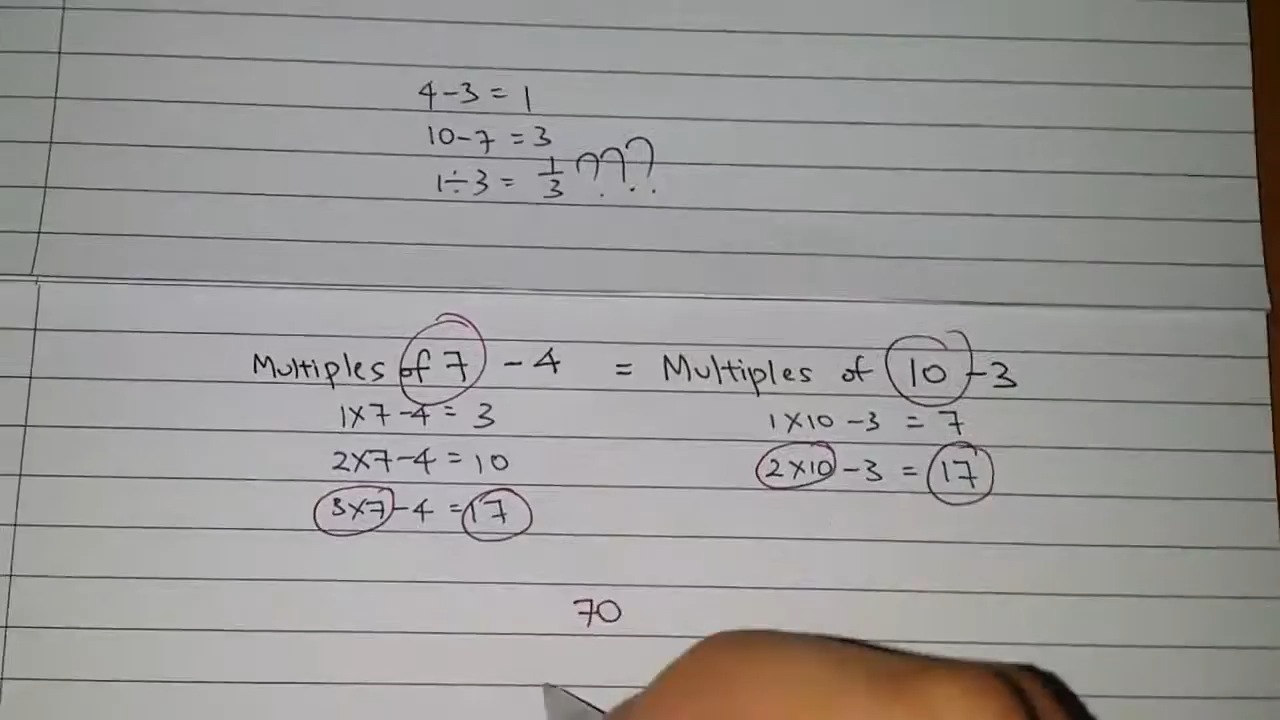 4-3 = 1
10-7 = 3
1÷3 = 1/3 ???
Multiples of 7 - 4 = Multiples of 10 - 3
1x7-4 = 3 1x10-3 = 7
2x7-4 = 10 2x10-3 = 17
3x7-4 = 17
70